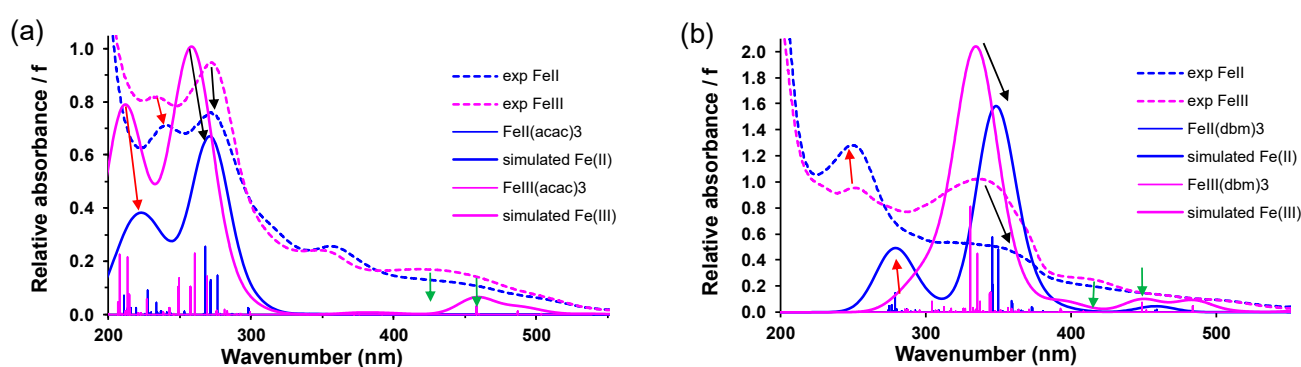 (a)
Relative absorbance / f
1.0
0.8
0.6
0.4
0.2
0.0
200
300
400
500
Wavenumber (nm)
exp FeII
exp FeIII
FeII(acac)3
simulated Fe(II)
FeIII(acac)3
simulated Fe(III)
(b)
Relative absorbance / f
2.0
1.8
1.6
1.4
1.2
1.0
0.8
0.6
0.4
0.2
0.0
200
300
400
500
Wavenumber (nm)
exp FeII
exp FeIII
FeII(dbm)3
simulated Fe(II)
FeIII(dbm)3
simulated Fe(III)